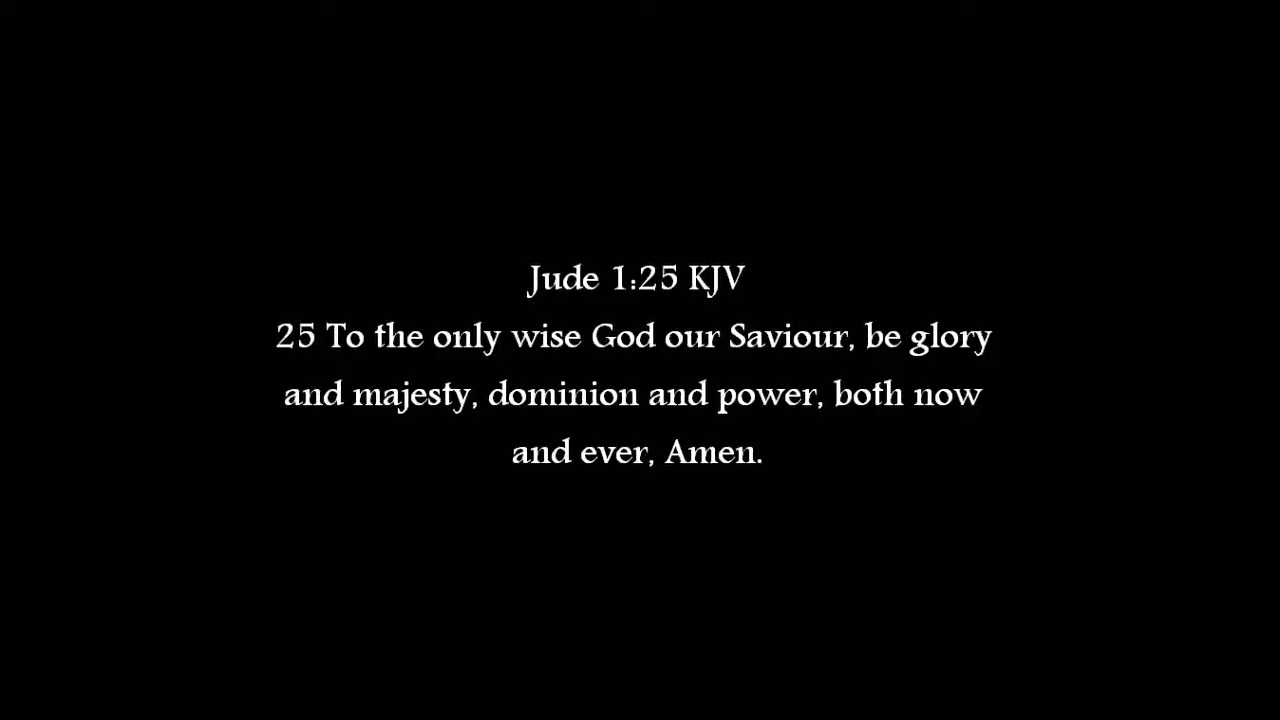 Jude 1:25 KJV
25 To the only wise God our Saviour, be glory
and majesty, dominion and power, both now
and ever, Amen.